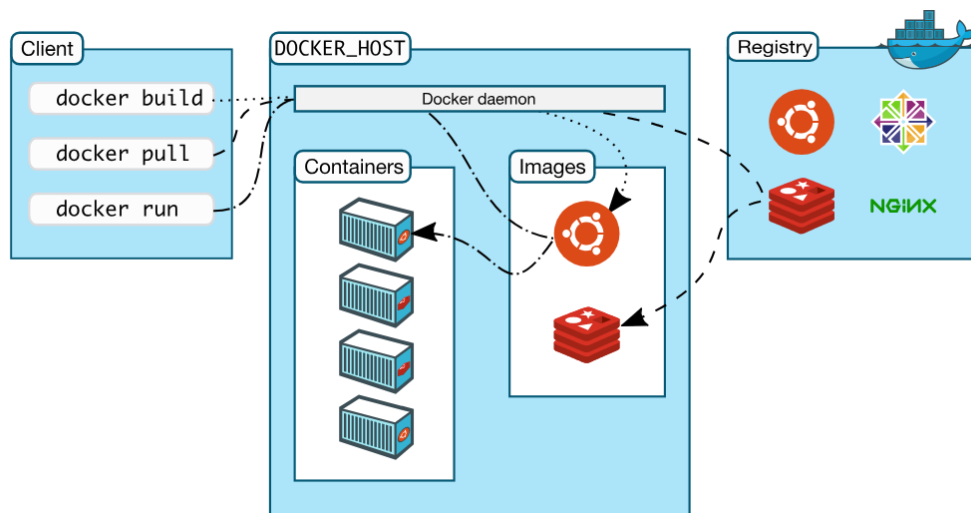 Client
docker build
docker pull
docker run
DOCKER_HOST
Docker daemon
Containers
Images
Registry
NGiNX